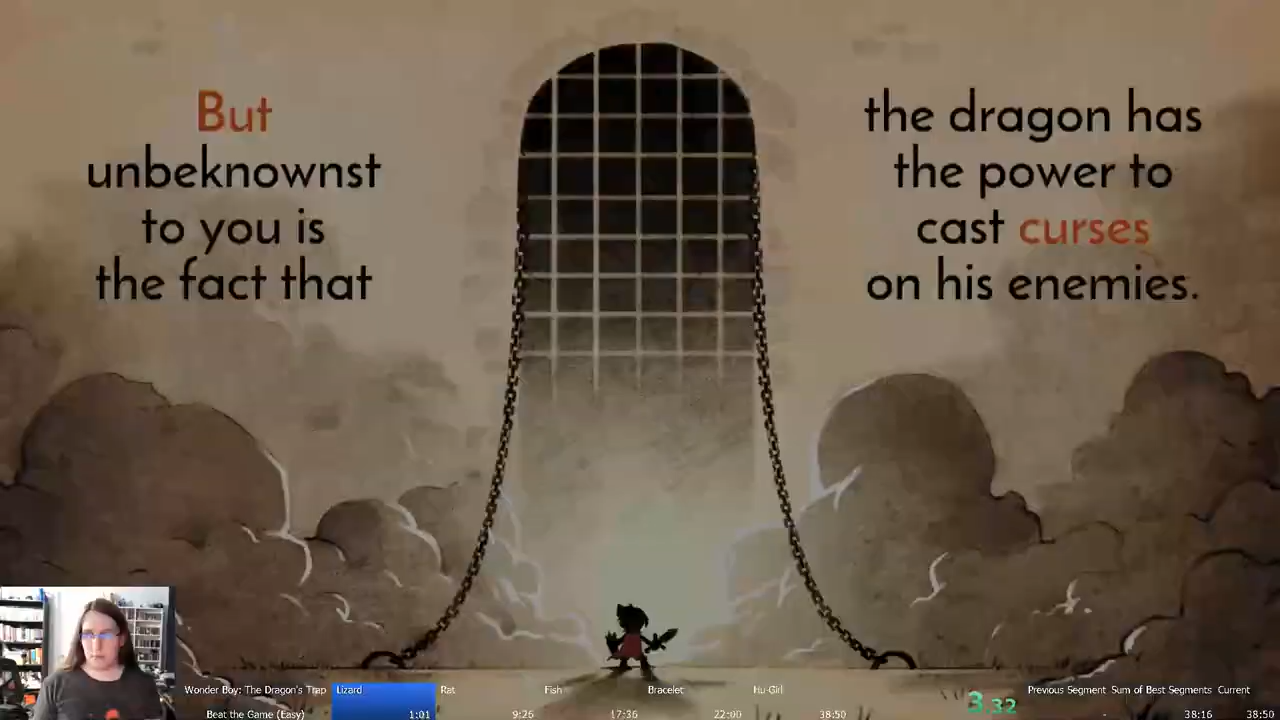 But
unbeknownst
to you is
the fact that
the dragon has
the power to
cast curses
on his enemies.
Wonder Boy: The Dragon's Trap
Beat the Game (Easy)
Lizard
1:01
Rat
9:26
Fish
17:36
Bracelet
22:00
Hu-Girl
38:50
3.32
Previous Segment
-
Sum of Best Segments
38:16
Current
38:50